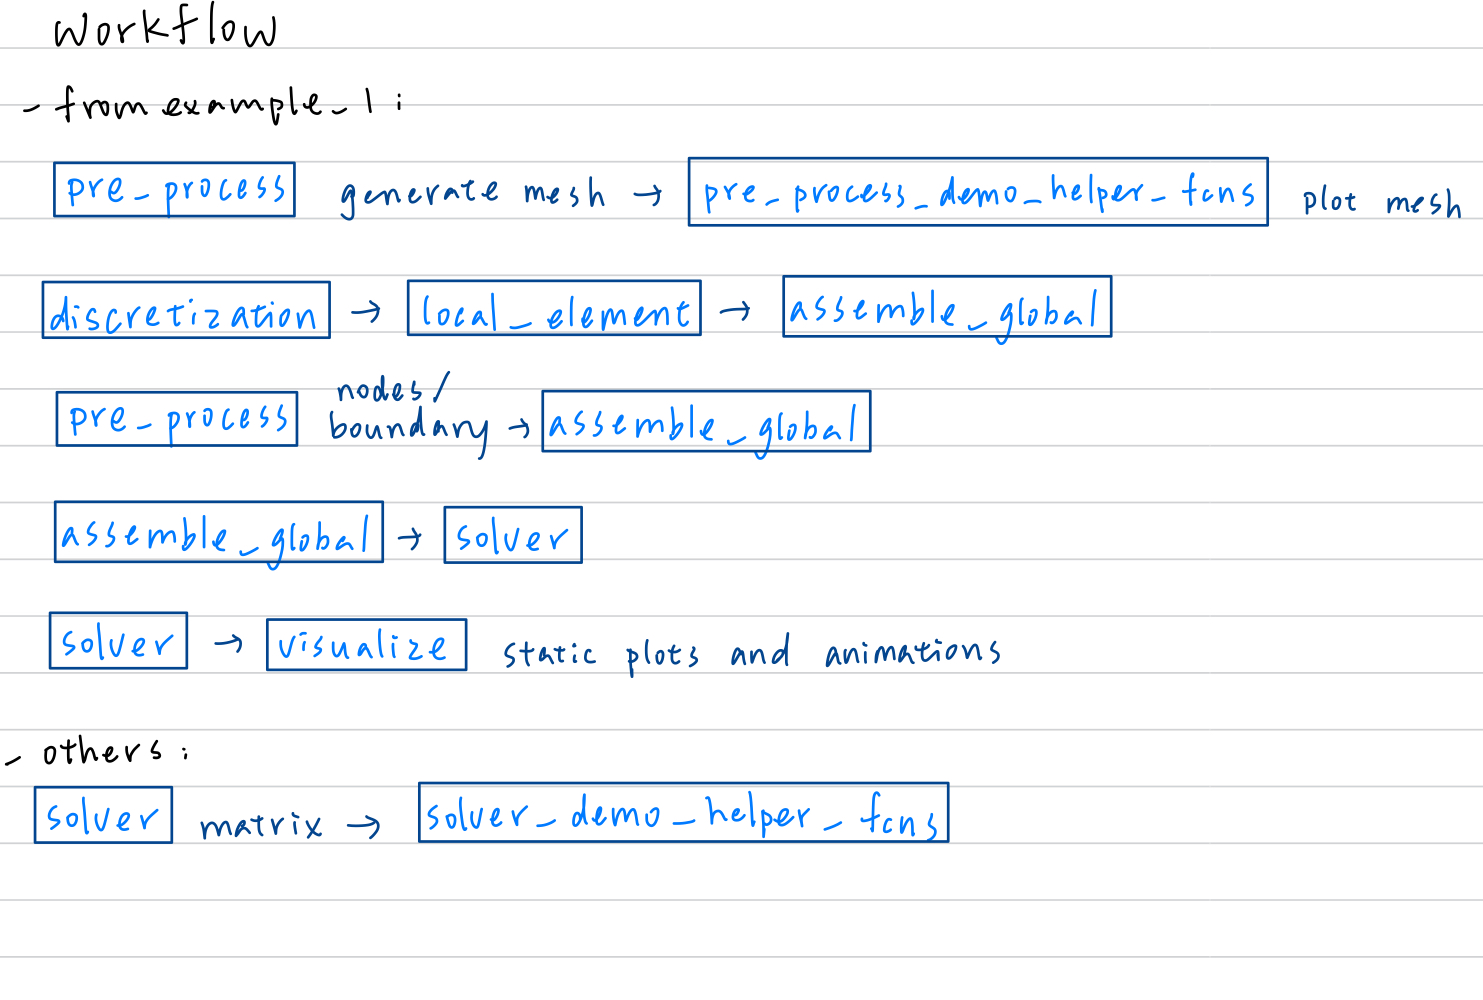 Workflow
- from example_1:
pre_process generate mesh → pre_process_demo_helper_fcns plot mesh
discretization → local_element → assemble_global
pre_process nodes/
boundary → assemble_global
assemble_global → solver
solver → visualize static plots and animations
- others:
solver matrix → solver_demo_helper_fcns